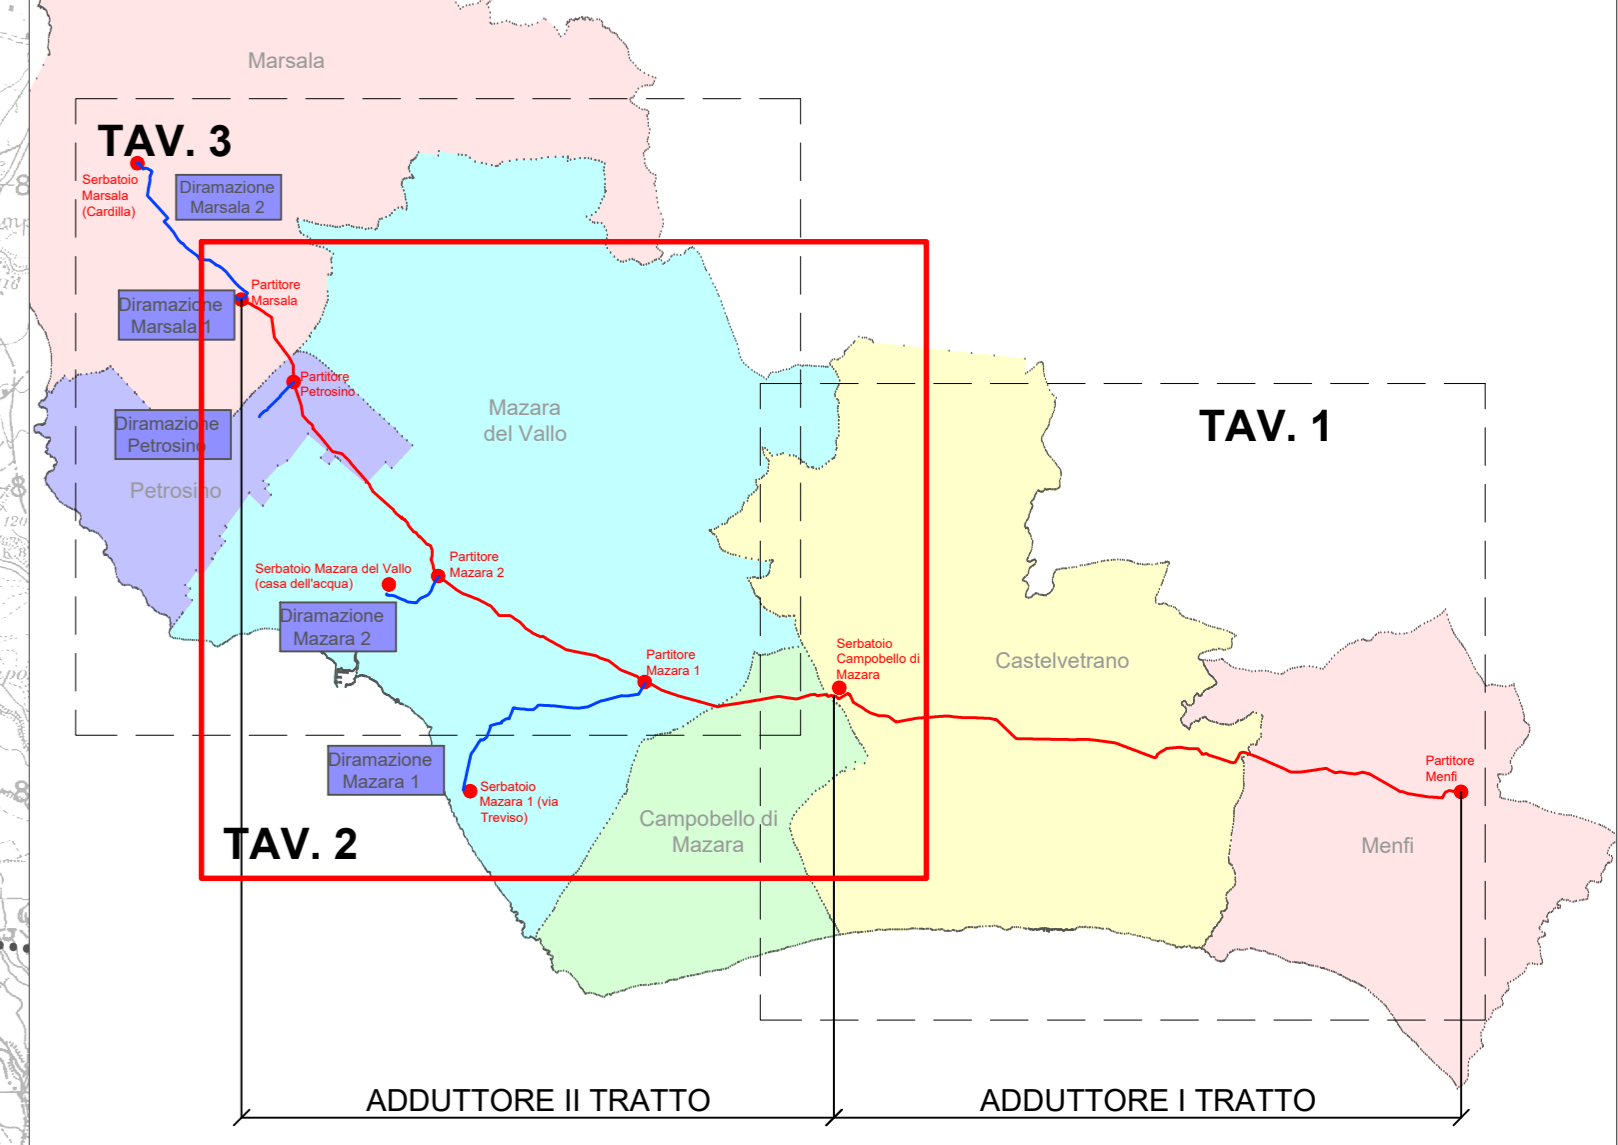 Marsala
TAV. 3
Serbatoio
Marsala
(Cardilla)
Diramazione
Marsala 2
Partitore
Marsala
Diramazione
Marsala 1
Partitore
Petrosino
Diramazione
Petrosino
Petrosino
Mazara
del Vallo
TAV. 1
Partitore
Mazara 2
Serbatoio Mazara del Vallo
(casa dell'acqua)
Diramazione
Mazara 2
Partitore
Mazara 1
Serbatoio
Campobello di
Mazara
Castelvetrano
Diramazione
Mazara 1
Serbatoio
Mazara 1 (via
Treviso)
Partitore
Menfi
TAV. 2
Campobello di
Mazara
Menfi
ADDUTTORE II TRATTO
ADDUTTORE I TRATTO